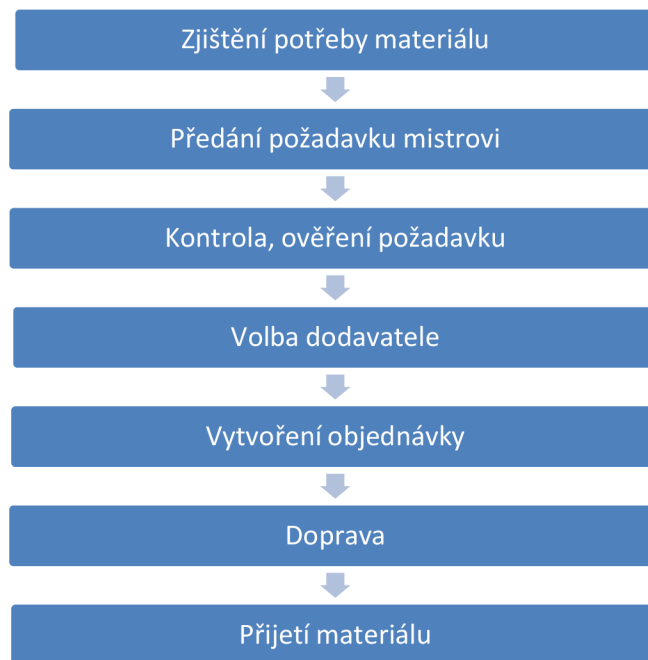 Zjištění potřeby materiálu
Předání požadavku mistrovi
Kontrola, ověření požadavku
Volba dodavatele
Vytvoření objednávky
Doprava
Přijetí materiálu